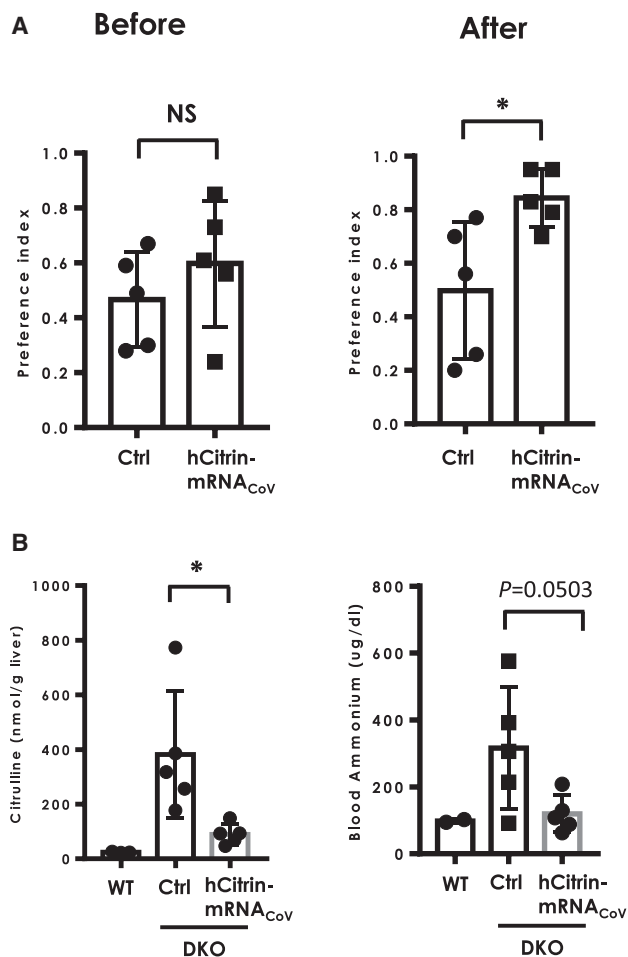 A
Before
After
NS
*
1.0
0.8
0.6
0.4
0.2
0.0
Preference index
Ctrl
hCitrin-
mRNACoV
1.0
0.8
0.6
0.4
0.2
0.0
Preference index
Ctrl
hCitrin-
mRNACoV
B
*
1000
800
600
400
200
0
Citrulline (nmol/g liver)
WT
Ctrl
hCitrin-
mRNACoV
DKO
P=0.0503
800
600
400
200
0
Blood Ammonium (ug/dl)
WT
Ctrl
hCitrin-
mRNACoV
DKO